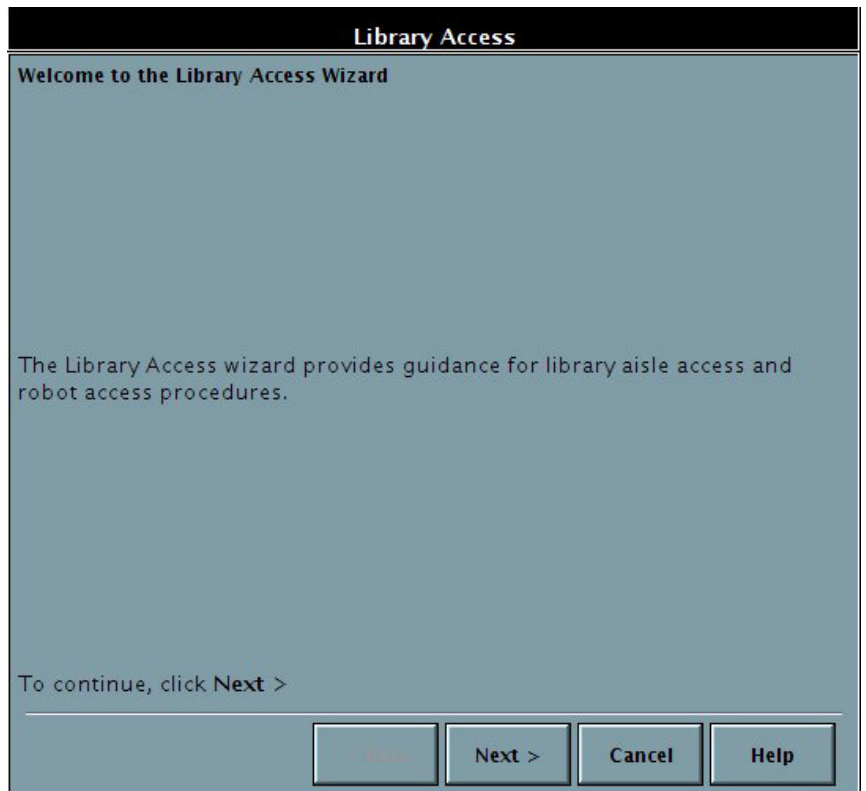 Library Access
Welcome to the Library Access Wizard
The Library Access wizard provides guidance for library aisle access and
robot access procedures.
To continue, click Next >
Next >
Cancel
Help